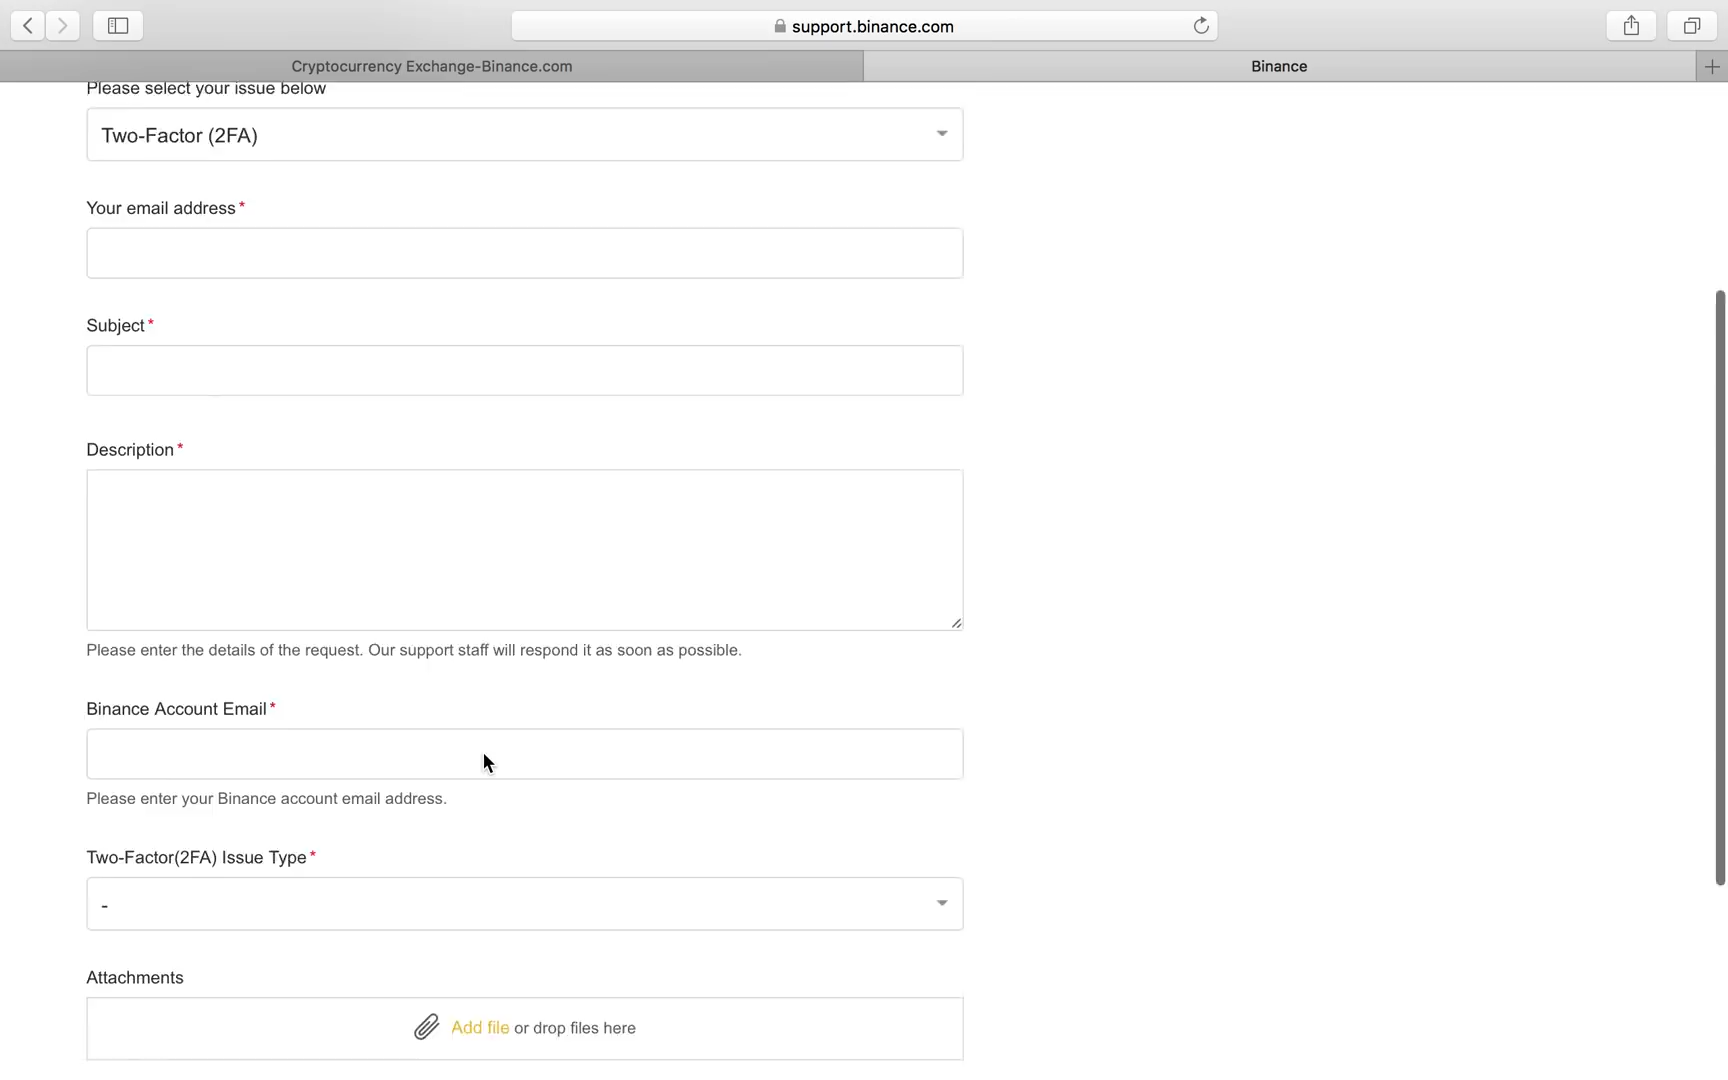 support.binance.com
Cryptocurrency Exchange-Binance.com
Binance
Please select your issue below
Two-Factor (2FA)
Your email address*
Subject*
Description*
Please enter the details of the request. Our support staff will respond it as soon as possible.
Binance Account Email*
Please enter your Binance account email address.
Two-Factor(2FA) Issue Type*
-
Attachments
Add file or drop files here